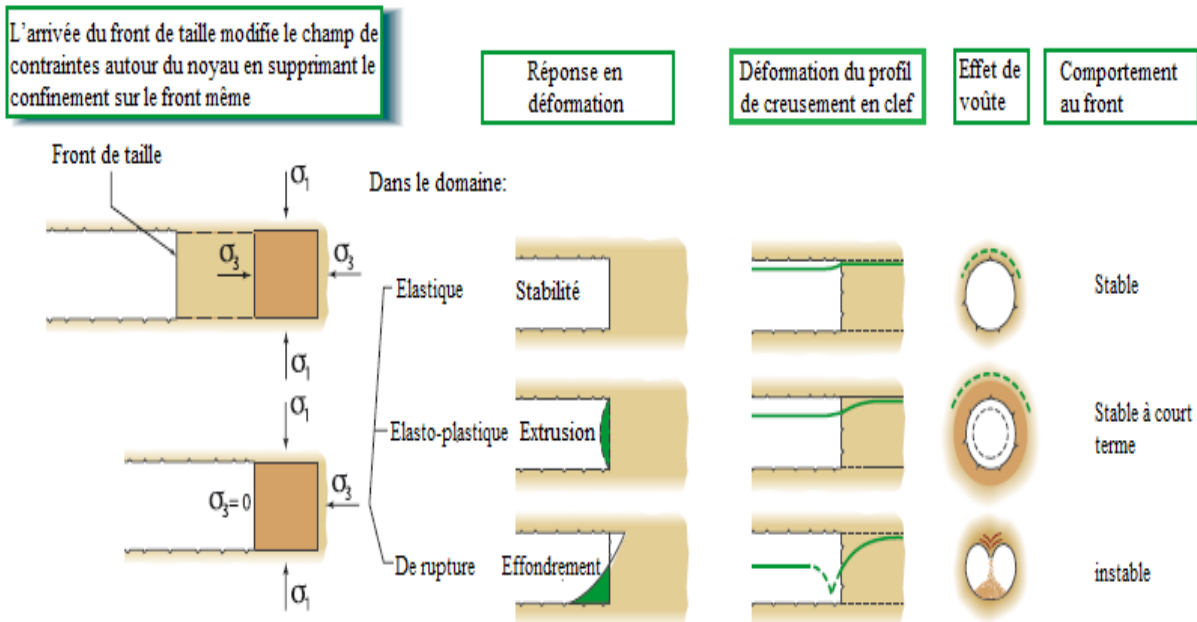 L'arrivée du front de taille modifie le champ de
contraintes autour du noyau en supprimant le
confinement sur le front même
Réponse en
déformation
Déformation du profil
de creusement en clef
Effet de
voûte
Comportement
au front
Front de taille
σ1
Dans le domaine:
σ3
σ3
σ1
Elastique
Stabilité
Stable
σ1
Elasto-plastique
Extrusion
Stable à court
terme
σ3=0
σ3
De rupture
Effondrement
instable
σ1